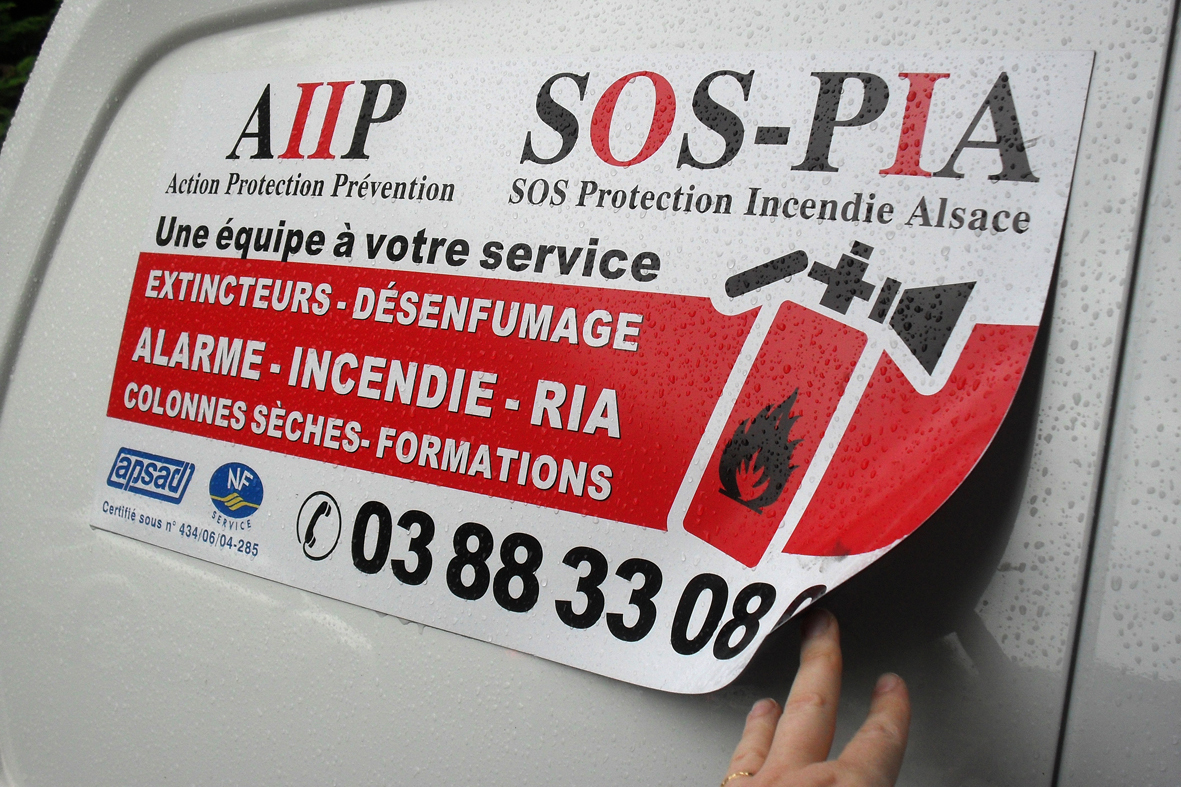 AIIP
Action Protection Prévention
SOS-PIA
SOS Protection Incendie Alsace
Une équipe à votre service
EXTINCTEURS - DÉSENFUMAGE
ALARME - INCENDIE - RIA
COLONNES SÈCHES- FORMATIONS
apsad
NF
SERVICE
Certifié sous n° 434/06/04-285
03 88 33 08